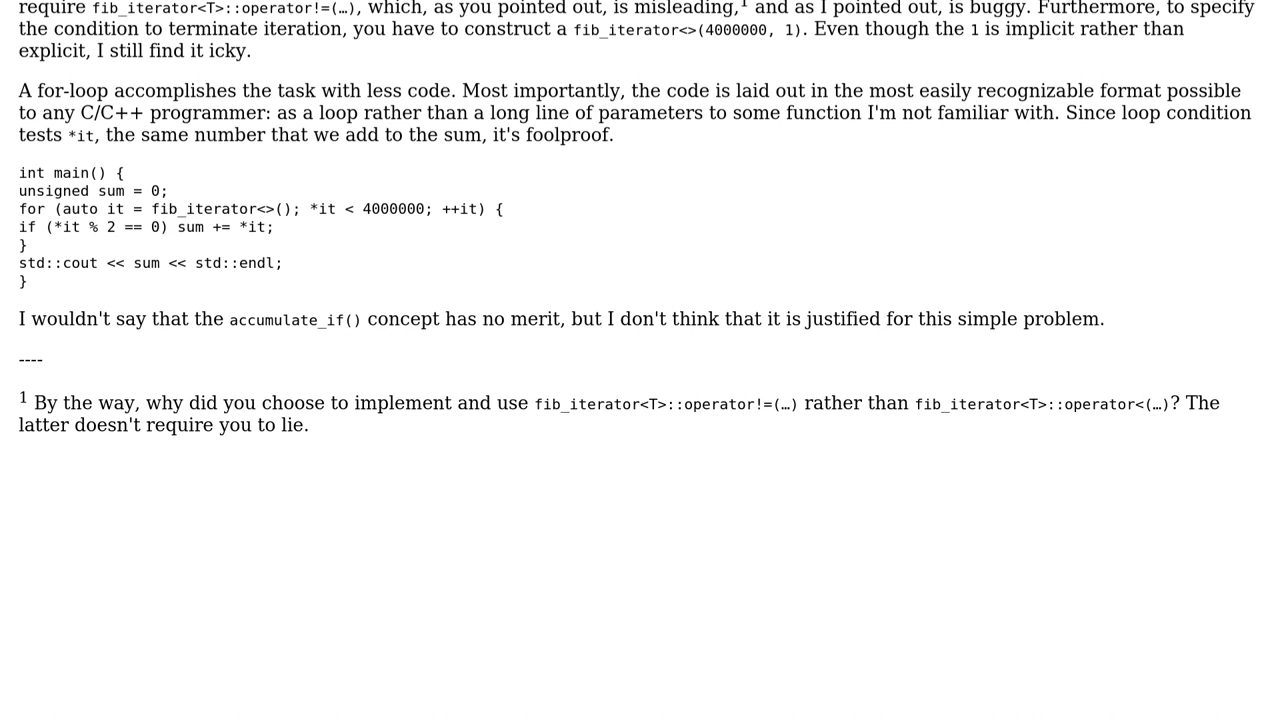 require fib_iterator<T>::operator!=(…), which, as you pointed out, is misleading,1 and as I pointed out, is buggy. Furthermore, to specify
the condition to terminate iteration, you have to construct a fib_iterator<>(4000000, 1). Even though the 1 is implicit rather than
explicit, I still find it icky.
A for-loop accomplishes the task with less code. Most importantly, the code is laid out in the most easily recognizable format possible
to any C/C++ programmer: as a loop rather than a long line of parameters to some function I'm not familiar with. Since loop condition
tests *it, the same number that we add to the sum, it's foolproof.
int main() {
unsigned sum = 0;
for (auto it = fib_iterator<>(); *it < 4000000; ++it) {
if (*it % 2 == 0) sum += *it;
}
std::cout << sum << std::endl;
}
I wouldn't say that the accumulate_if() concept has no merit, but I don't think that it is justified for this simple problem.
----
1 By the way, why did you choose to implement and use fib_iterator<T>::operator!=(…) rather than fib_iterator<T>::operator<(…)? The
latter doesn't require you to lie.